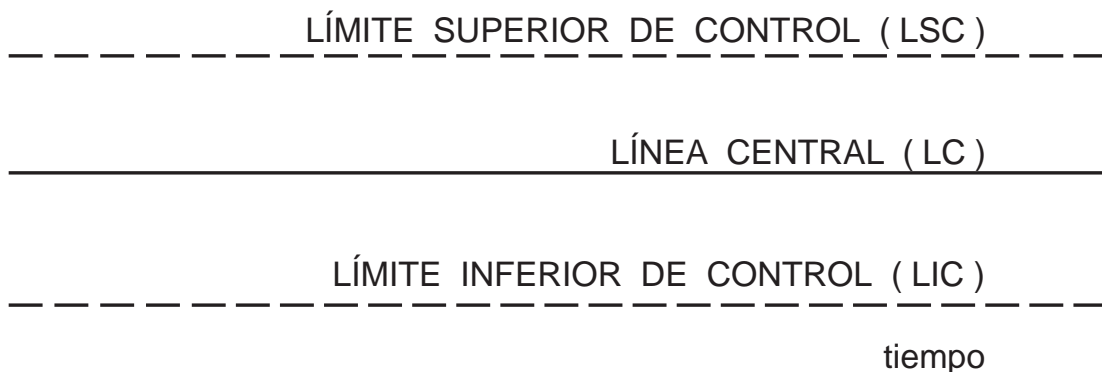 LÍMITE SUPERIOR DE CONTROL ( LSC )
LÍNEA CENTRAL ( LC )
LÍMITE INFERIOR DE CONTROL ( LIC )
tiempo